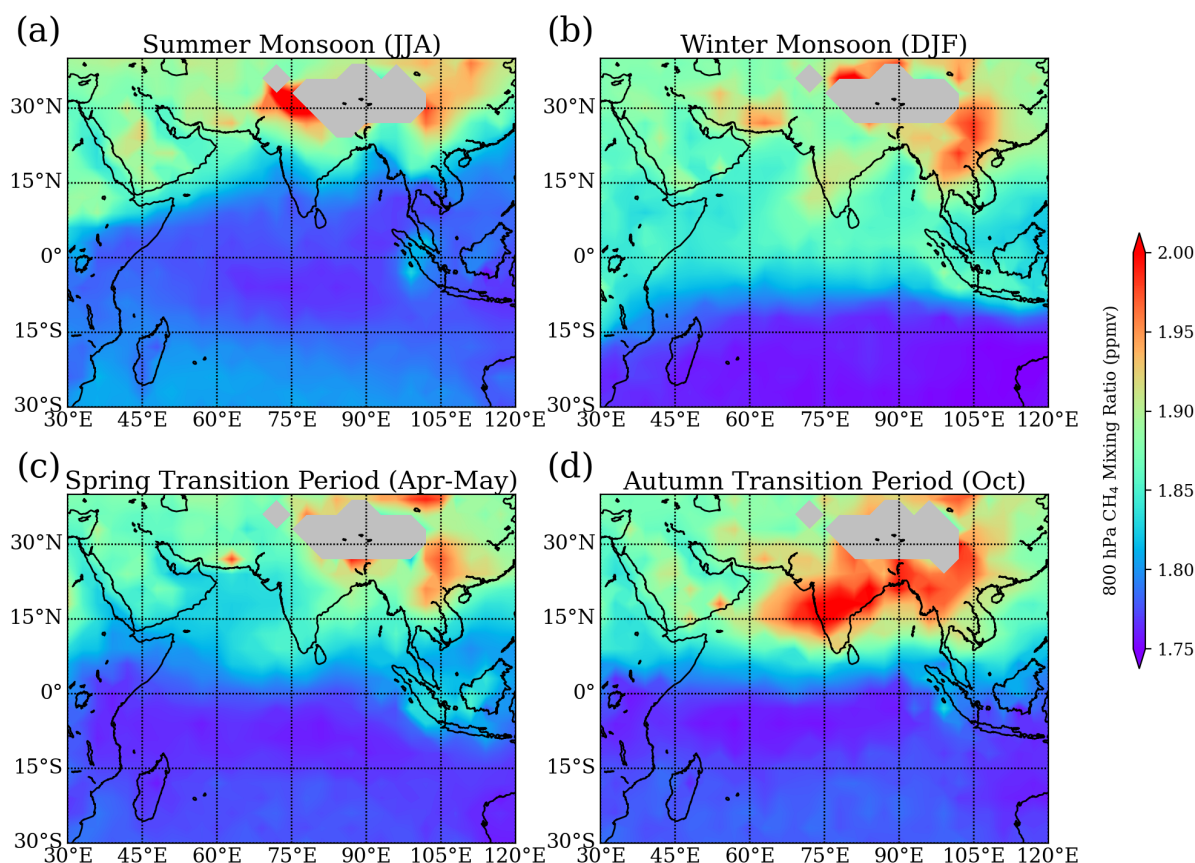 (a)
Summer Monsoon (JJA)
30°N
15°N
0°
15°S
30°S
30°E 45°E 60°E 75°E 90°E 105°E 120°E
(b)
Winter Monsoon (DJF)
30°N
15°N
0°
15°S
30°S
30°E 45°E 60°E 75°E 90°E 105°E 120°E
(c)
Spring Transition Period (Apr-May)
30°N
15°N
0°
15°S
30°S
30°E 45°E 60°E 75°E 90°E 105°E 120°E
(d)
Autumn Transition Period (Oct)
30°N
15°N
0°
15°S
30°S
30°E 45°E 60°E 75°E 90°E 105°E 120°E
2.00
1.95
1.90
1.85
1.80
1.75
800 hPa CH₄ Mixing Ratio (ppmv)